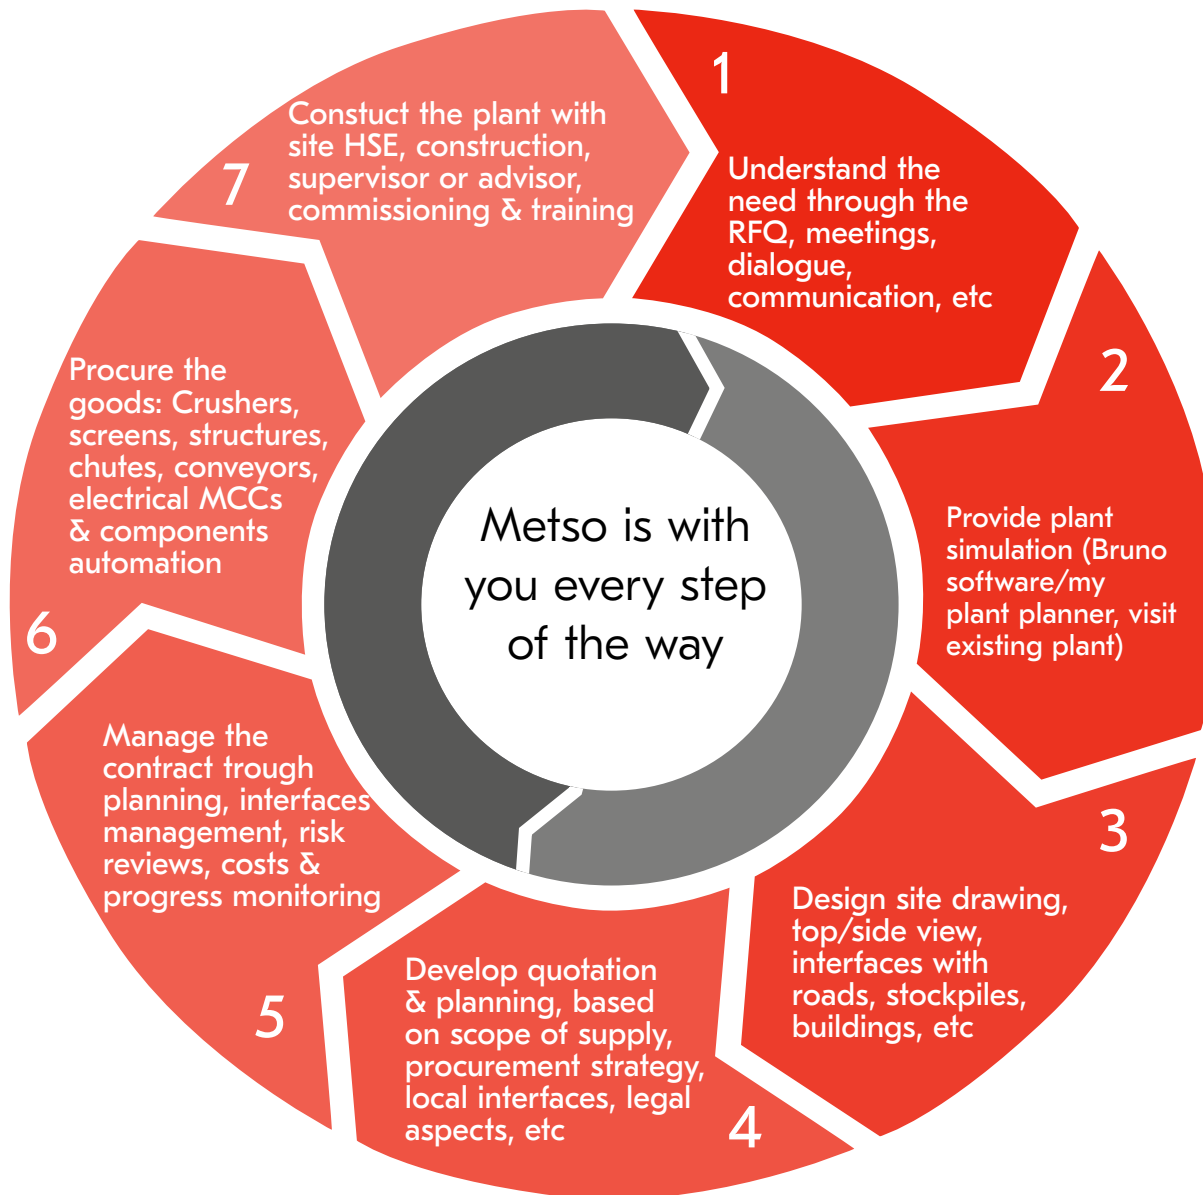 1
Understand the
need through the
RFQ, meetings,
dialogue,
communication, etc
2
Provide plant
simulation (Bruno
software/my
plant planner, visit
existing plant)
3
Design site drawing,
top/side view,
interfaces with
roads, stockpiles,
buildings, etc
4
Develop quotation
& planning, based
on scope of supply,
procurement strategy,
local interfaces, legal
aspects, etc
5
Manage the
contract trough
planning, interfaces
management, risk
reviews, costs &
progress monitoring
6
Procure the
goods: Crushers,
screens, structures,
chutes, conveyors,
electrical MCCs
& components
automation
7
Constuct the plant with
site HSE, construction,
supervisor or advisor,
commissioning & training
Metso is with
you every step
of the way